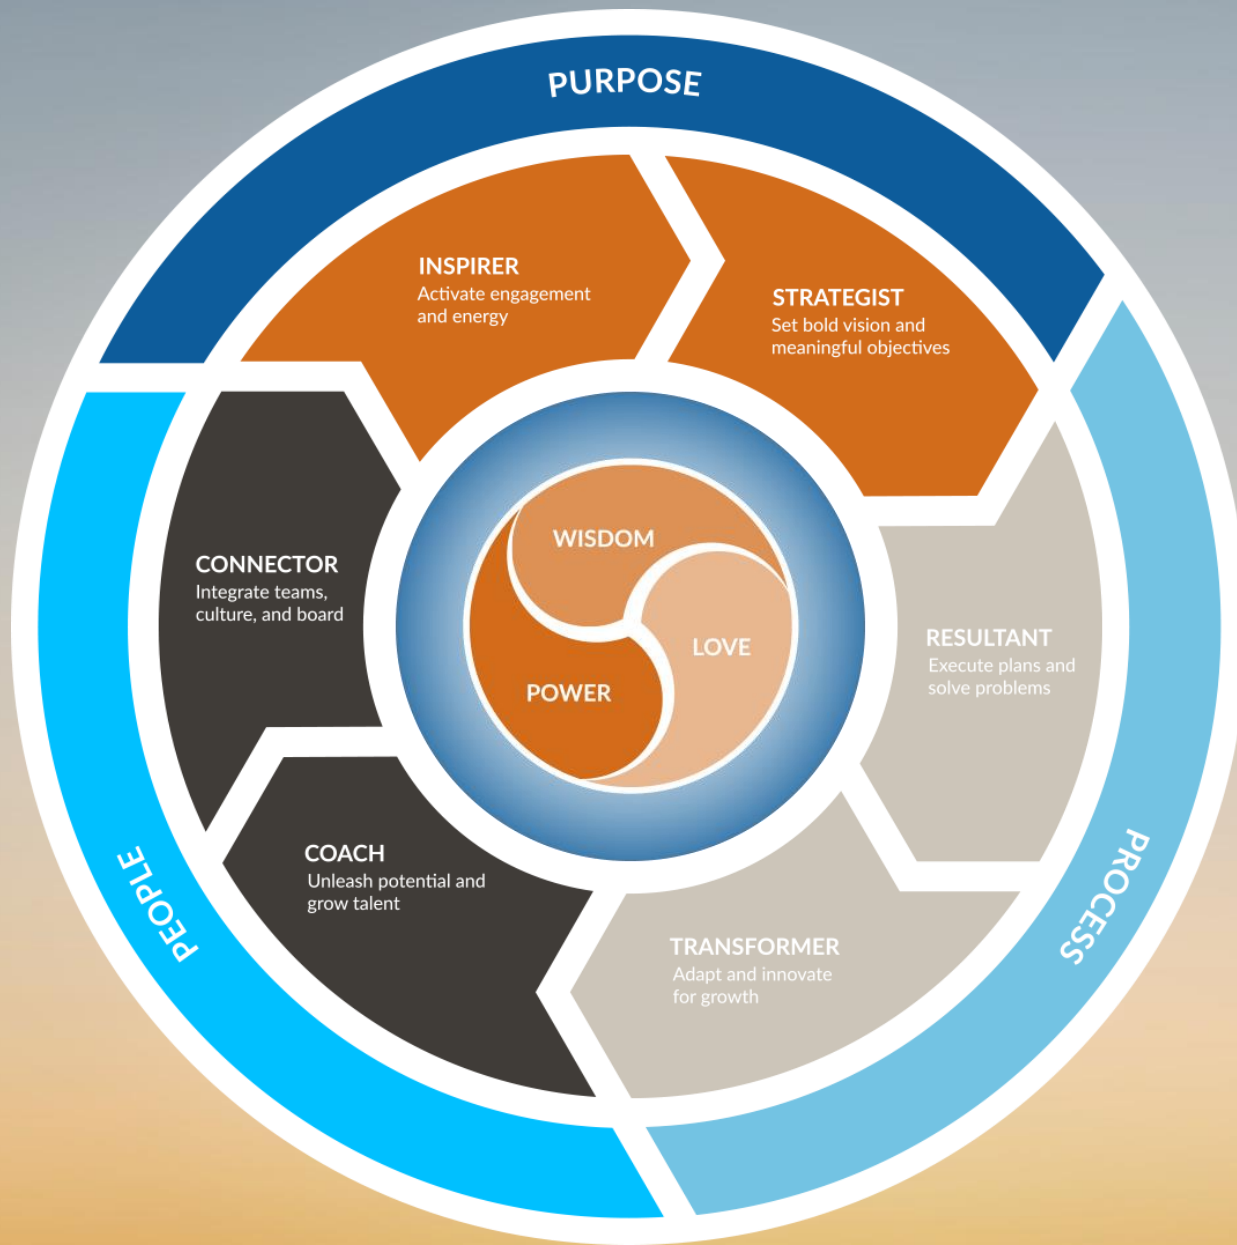 PURPOSE
INSPIRER
Activate engagement
and energy
STRATEGIST
Set bold vision and
meaningful objectives
CONNECTOR
Integrate teams,
culture, and board
WISDOM
LOVE
POWER
RESULTANT
Execute plans and
solve problems
COACH
Unleash potential and
grow talent
TRANSFORMER
Adapt and innovate
for growth
PEOPLE
PROCESS